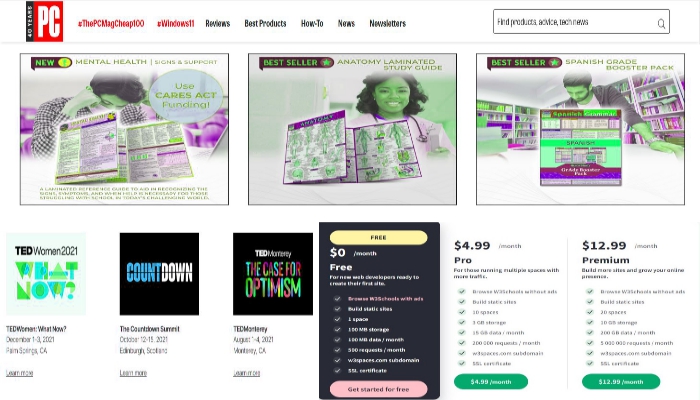 40 YEARS
PC
#ThePCMagCheap100
#Windows11
Reviews
Best Products
How-To
News
Newsletters
Find products, advice, tech news
NEW
MENTAL HEALTH | SIGNS & SUPPORT
Use
CARES ACT
Funding!
A LAMINATED REFERENCE GUIDE TO AID IN RECOGNIZING THE
SIGNS, SYMPTOMS, AND WHEN HELP IS NECESSARY FOR THOSE
STRUGGLING WITH SCHOOL IN TODAY'S CHALLENGING WORLD.
BEST SELLER
ANATOMY LAMINATED
STUDY GUIDE
ANATOMY
BEST SELLER
SPANISH GRADE
BOOSTER PACK
Spanish Grammar
SPANISH
Grade Booster
Pack
TEDWomen2021
WHAT
NOW?
TEDWomen: What Now?
December 1-3, 2021
Palm Springs, CA
Learn more
COUNTDOWN
The Countdown Summit
October 12-15, 2021
Edinburgh, Scotland
Learn more
TEDMonterey
THE CASE FOR
OPTIMISM
TEDMonterey
August 1-4, 2021
Monterey, CA
Learn more
FREE
$0 /month
Free
For new web developers ready to
create their first site.
Browse W3Schools with ads
Build static sites
1 space
150 MB storage
100 MB data / month
500 requests / month
w3spaces.com subdomain
SSL certificate
Get started for free
$4.99 /month
Pro
For those running multiple spaces with
more traffic.
Browse W3Schools without ads
Build static sites
10 spaces
3 GB storage
15 GB data / month
200 000 requests / month
w3spaces.com subdomain
SSL certificate
$4.99 /month
$12.99 /month
Premium
Build more sites and grow your online
presence.
Browse W3Schools without ads
Build static sites
20 spaces
10 GB storage
200 GB data / month
5 000 000 requests / month
w3spaces.com subdomain
SSL certificate
$12.99 /month